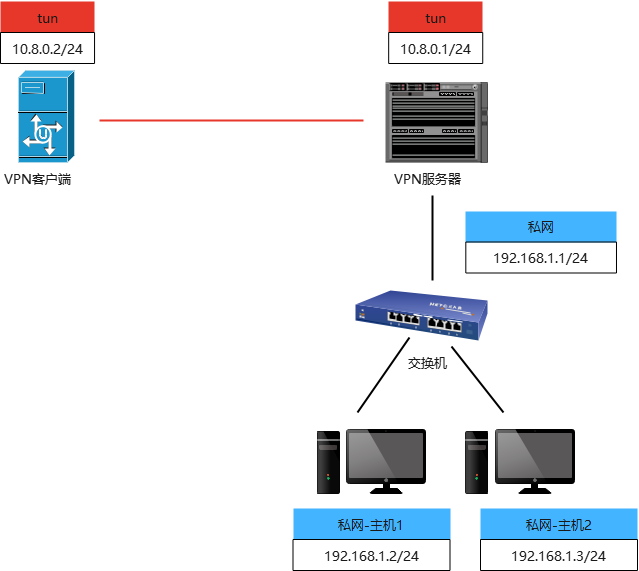 tun
10.8.0.2/24
VPN客户端
tun
10.8.0.1/24
VPN服务器
私网
192.168.1.1/24
交换机
私网-主机1
192.168.1.2/24
私网-主机2
192.168.1.3/24